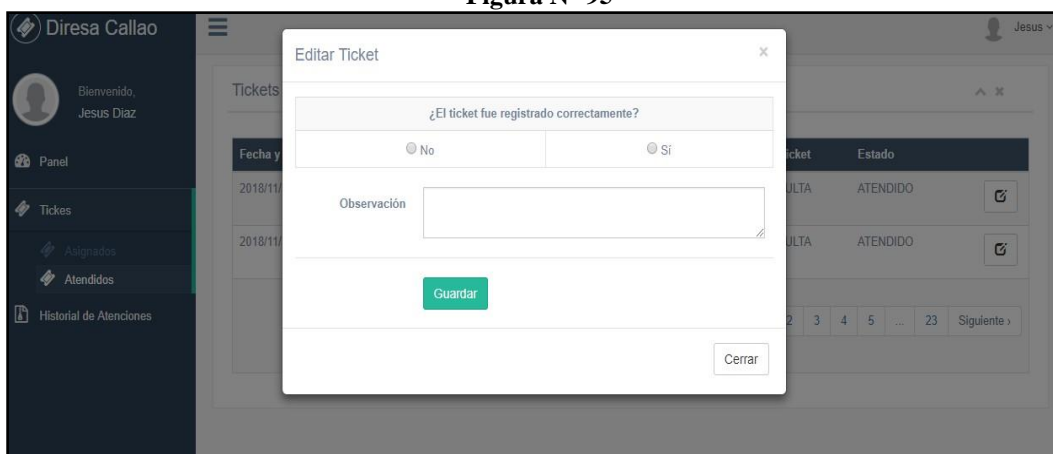 Diresa Callao
Jesus
Bienvenido,
Jesus Diaz
Panel
Tickes
Asignados
Atendidos
Historial de Atenciones
Tickets
Editar Ticket
×
¿El ticket fue registrado correctamente?
No Sí
Observación
Guardar
Cerrar
Fecha y icket Estado
2018/11/ ULTA ATENDIDO
2018/11/ ULTA ATENDIDO
2 3 4 5 ... 23 Siguiente ›